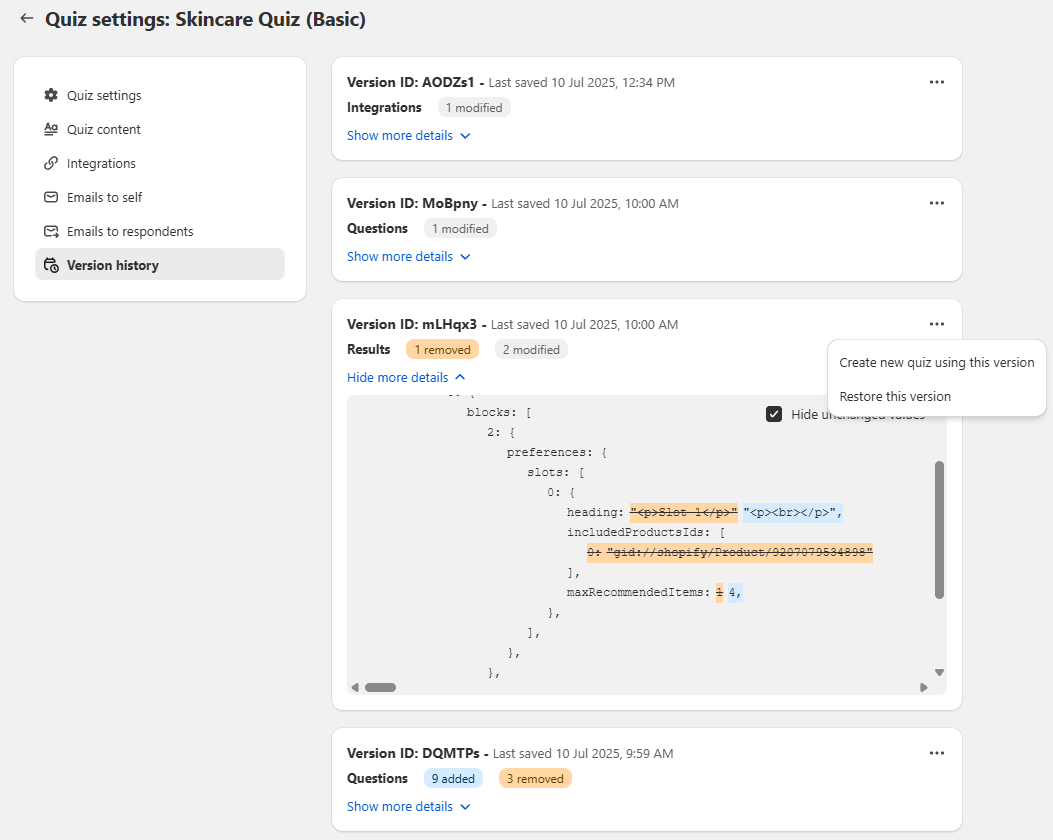 Quiz settings: Skincare Quiz (Basic)
Quiz settings
Quiz content
Integrations
Emails to self
Emails to respondents
Version history
Version ID: AODZs1 - Last saved 10 Jul 2025, 12:34 PM
Integrations 1 modified
Show more details
Version ID: MoBpny - Last saved 10 Jul 2025, 10:00 AM
Questions 1 modified
Show more details
Version ID: mLHqx3 - Last saved 10 Jul 2025, 10:00 AM
Results 1 removed 2 modified
Hide more details
Create new quiz using this version
Restore this version
Hide unchanged values
blocks: [
2: {
preferences: {
slots: [
0: {
heading: "<p>Slot 1</p>" "<p><br></p>",
includedProductsIds: [
0: "gid://shopify/Product/9207079534898"
],
maxRecommendedItems: 1 4,
},
],
},
},
Version ID: DQMTPs - Last saved 10 Jul 2025, 9:59 AM
Questions 9 added 3 removed
Show more details